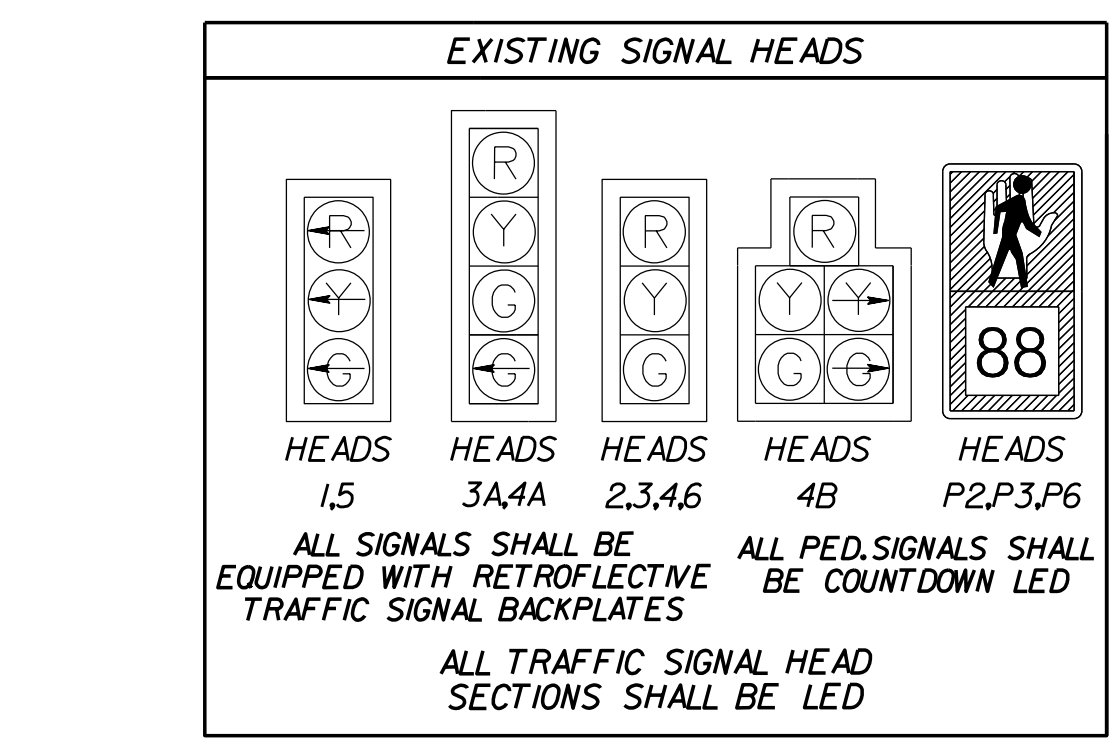 EXISTING SIGNAL HEADS
R
Y
G
R
Y
G
G
R
Y
G
R
Y Y
G G
88
HEADS
1,5
HEADS
3A,4A
HEADS
2,3,4,6
HEADS
4B
HEADS
P2,P3,P6
ALL SIGNALS SHALL BE
EQUIPPED WITH RETROFLECTIVE
TRAFFIC SIGNAL BACKPLATES
ALL PED. SIGNALS SHALL
BE COUNTDOWN LED
ALL TRAFFIC SIGNAL HEAD
SECTIONS SHALL BE LED